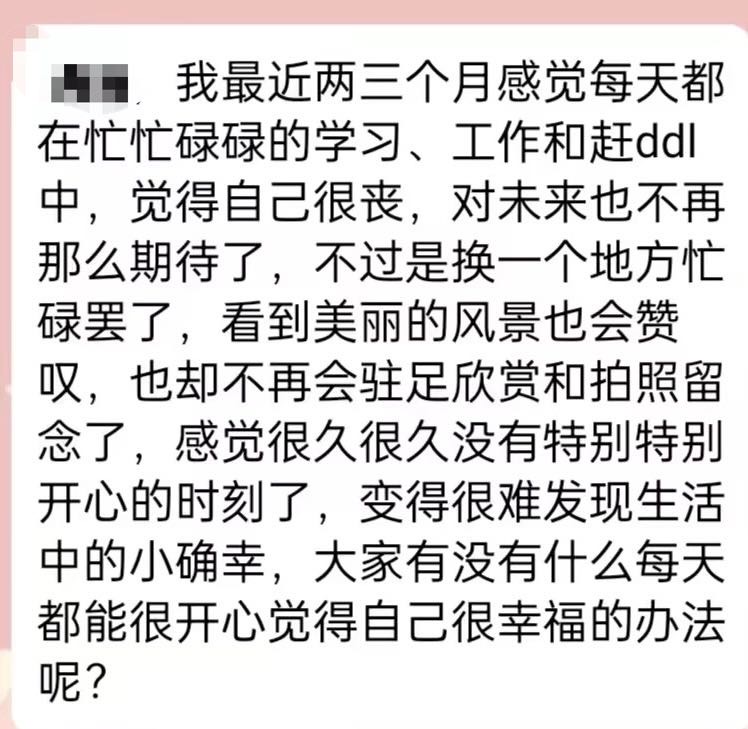 ，我最近两三个月感觉每天都
在忙忙碌碌的学习、工作和赶ddl
中，觉得自己很丧，对未来也不再
那么期待了，不过是换一个地方忙
碌罢了，看到美丽的风景也会赞
叹，也却不再会驻足欣赏和拍照留
念了，感觉很久很久没有特别特别
开心的时刻了，变得很难发现生活
中的小确幸，大家有没有什么每天
都能很开心觉得自己很幸福的办法
呢？